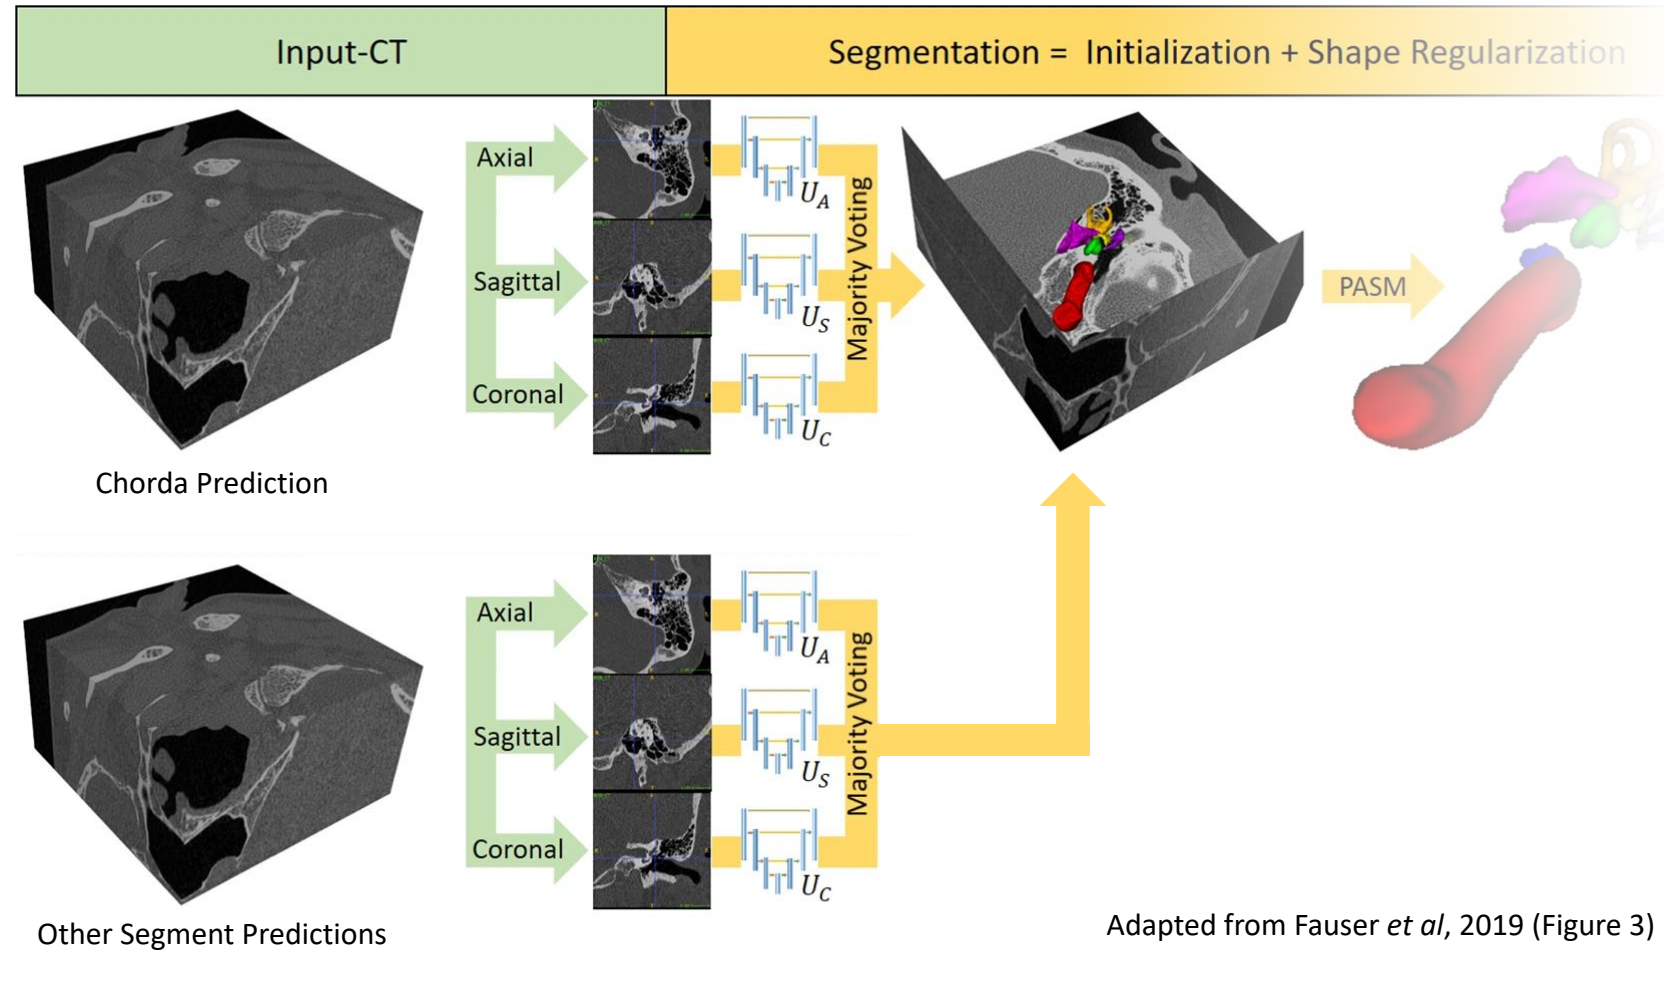 Input-CT
Segmentation = Initialization + Shape Regularization
Axial
Sagittal
Coronal
U_A
U_S
U_C
Majority Voting
PASM
Chorda Prediction
Axial
Sagittal
Coronal
U_A
U_S
U_C
Majority Voting
Other Segment Predictions
Adapted from Fauser et al, 2019 (Figure 3)